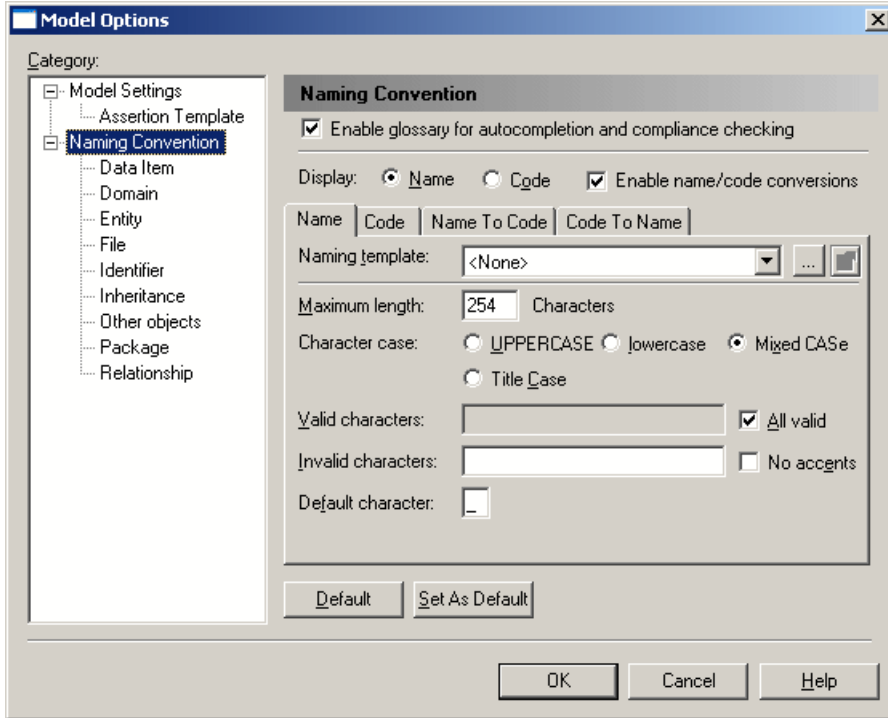 Model Options
Category:
Model Settings
Assertion Template
Naming Convention
Data Item
Domain
Entity
File
Identifier
Inheritance
Other objects
Package
Relationship
Naming Convention
Enable glossary for autocompletion and compliance checking
Display: Name Code Enable name/code conversions
Name Code Name To Code Code To Name
Naming template: <None> ...
Maximum length: 254 Characters
Character case: UPPERCASE lowercase Mixed CASe
Title Case
Valid characters: All valid
Invalid characters: No accents
Default character: _
Default Set As Default
OK Cancel Help